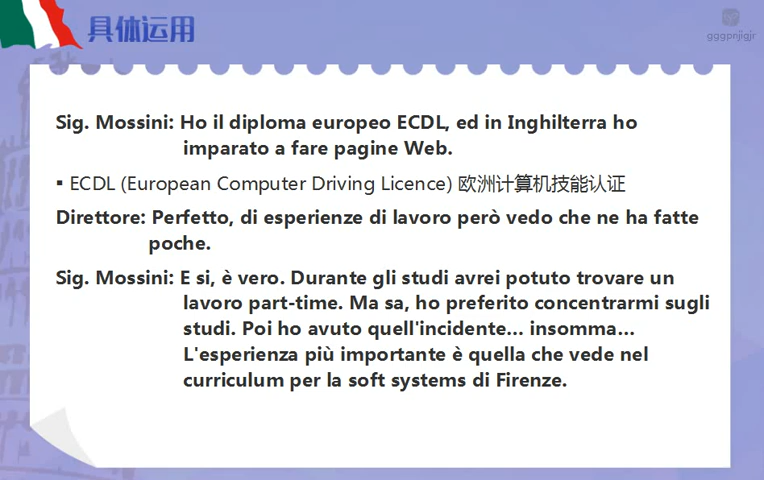 具体运用
gggpnjigjr
Sig. Mossini: Ho il diploma europeo ECDL, ed in Inghilterra ho
imparato a fare pagine Web.
▪ ECDL (European Computer Driving Licence) 欧洲计算机技能认证
Direttore: Perfetto, di esperienze di lavoro però vedo che ne ha fatte
poche.
Sig. Mossini: E si, è vero. Durante gli studi avrei potuto trovare un
lavoro part-time. Ma sa, ho preferito concentrarmi sugli
studi. Poi ho avuto quell'incidente... insomma...
L'esperienza più importante è quella che vede nel
curriculum per la soft systems di Firenze.